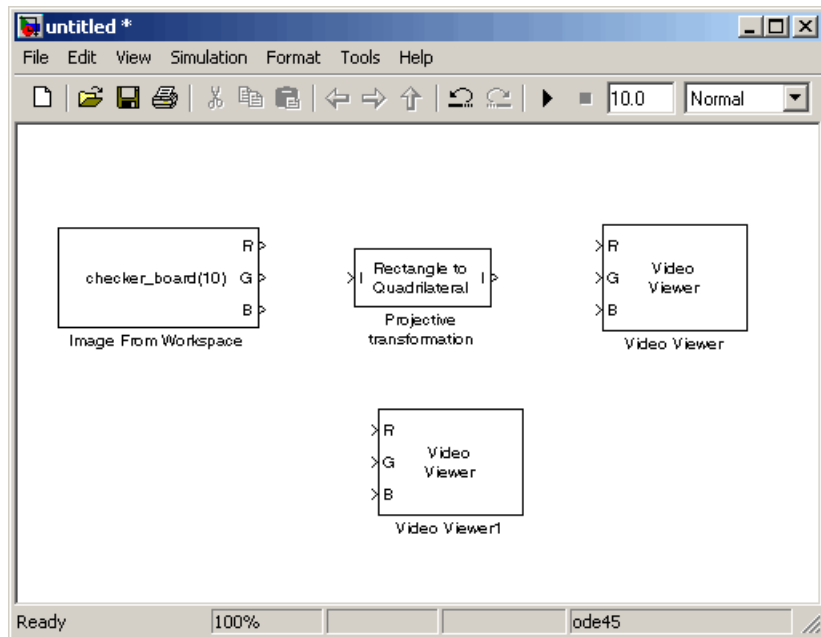 untitled *
File Edit View Simulation Format Tools Help
10.0 Normal
R
checker_board(10) G
B
Image From Workspace
I Rectangle to Quadrilateral I
Projective
transformation
R
G Video Viewer
B
Video Viewer
R
G Video Viewer
B
Video Viewer1
Ready 100% ode45